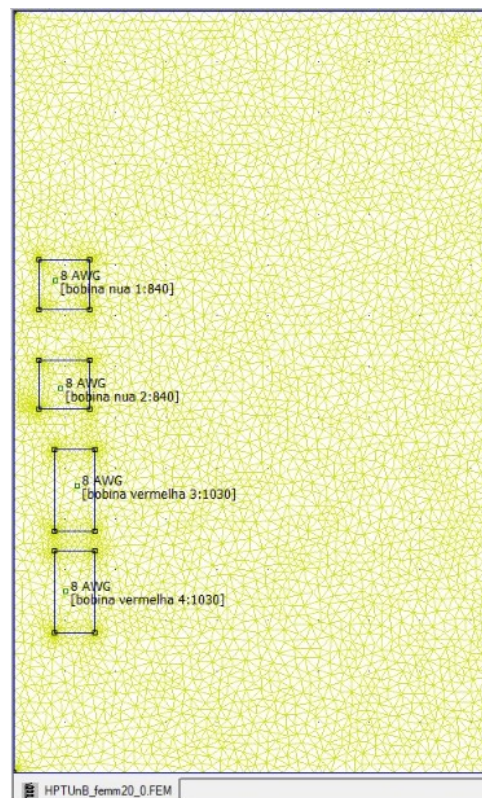 8 AWG
[bobina nua 1:840]
8 AWG
[bobina nua 2:840]
8 AWG
[bobina vermelha 3:1030]
8 AWG
[bobina vermelha 4:1030]
HPTUnB_femm20_0.FEM